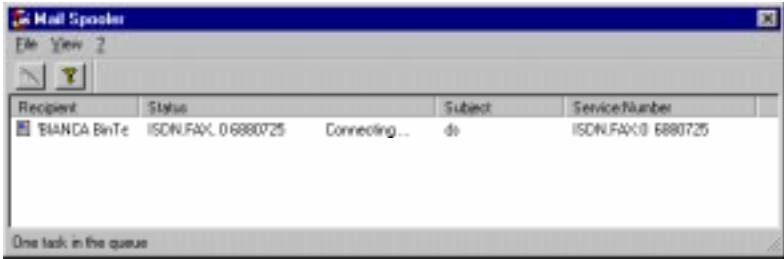 Mail Spooler
File View ?
Recipient Status Subject Service:Number
'BIANCA BinTe ISDN.FAX, 0 6880725 Connecting... do ISDN.FAX:0 6880725
One task in the queue